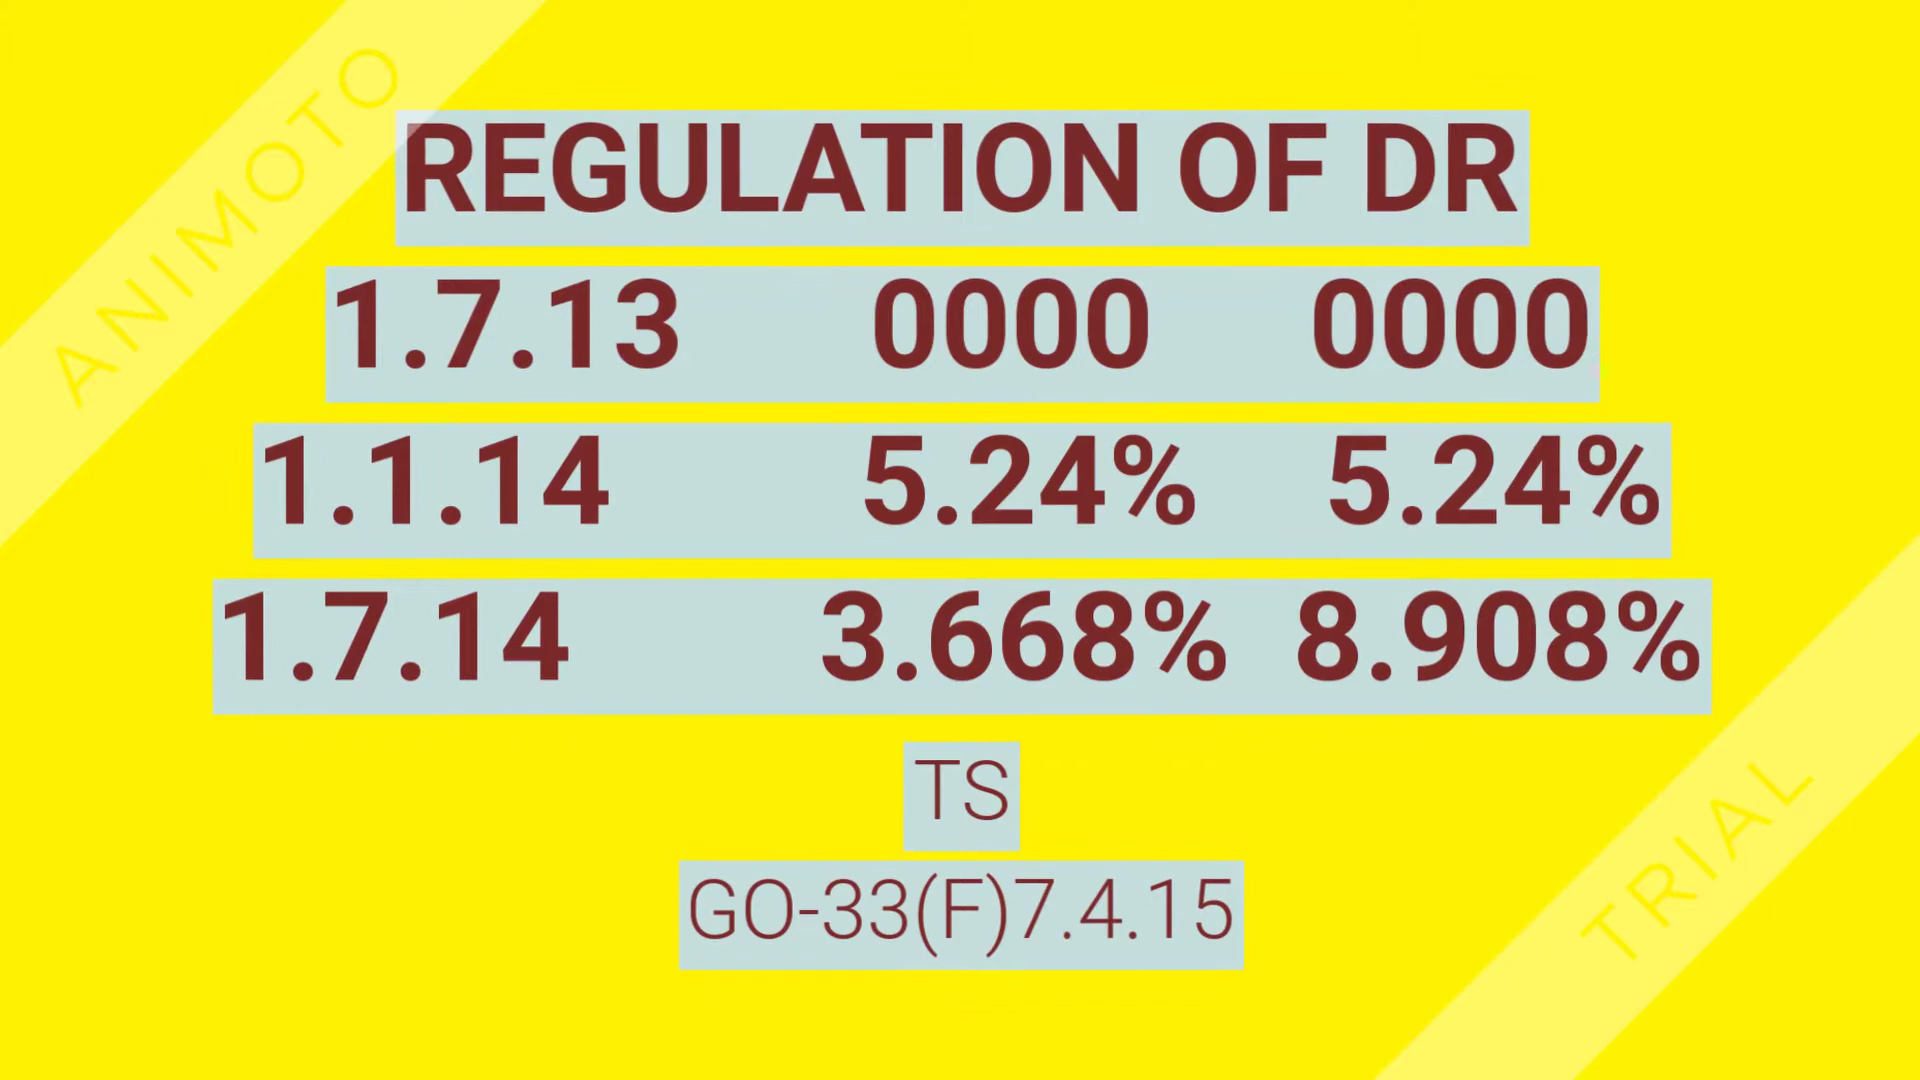 ANIMOTO
REGULATION OF DR
1.7.13 0000 0000
1.1.14 5.24% 5.24%
1.7.14 3.668% 8.908%
TS
GO-33(F)7.4.15
TRIAL